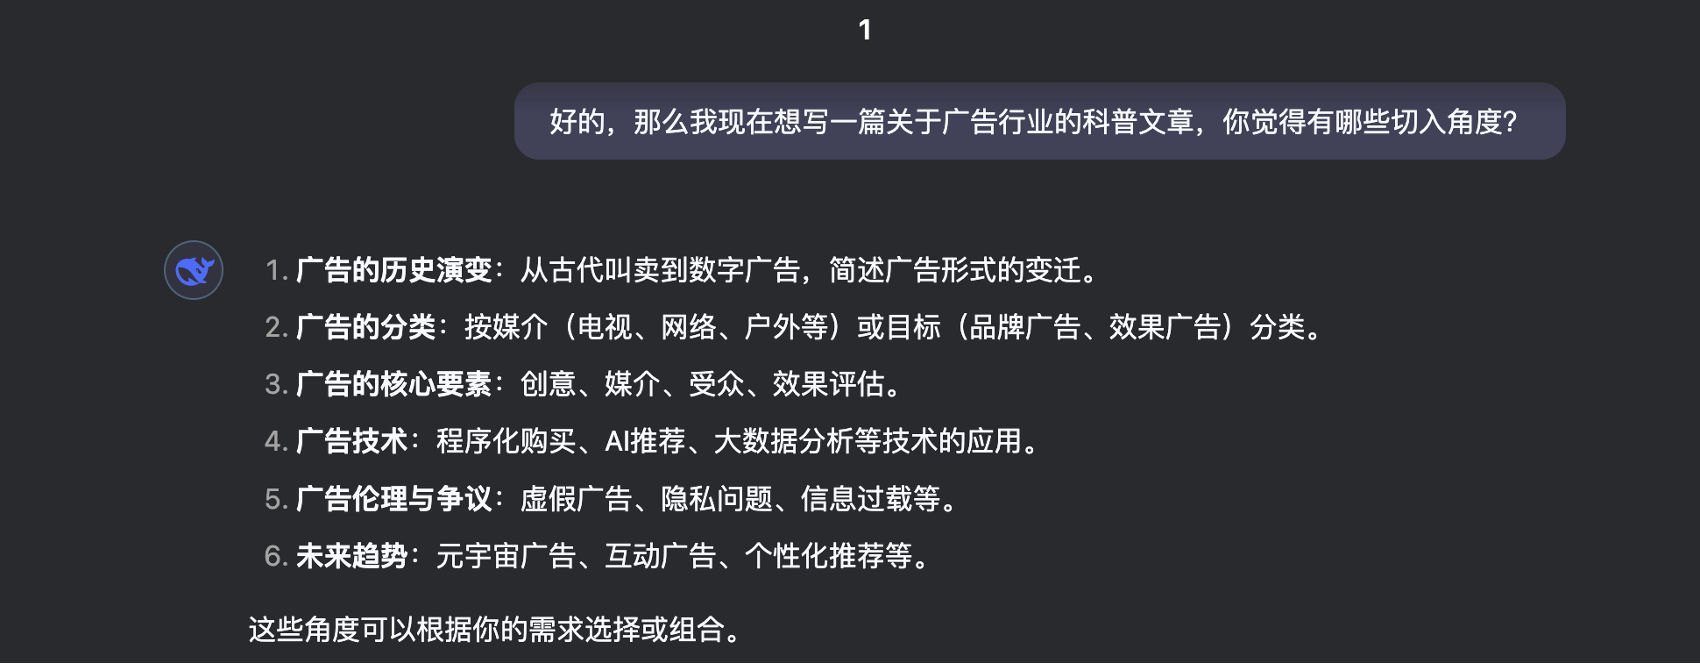 1
好的，那么我现在想写一篇关于广告行业的科普文章，你觉得有哪些切入角度？
1. 广告的历史演变：从古代叫卖到数字广告，简述广告形式的变迁。
2. 广告的分类：按媒介（电视、网络、户外等）或目标（品牌广告、效果广告）分类。
3. 广告的核心要素：创意、媒介、受众、效果评估。
4. 广告技术：程序化购买、AI推荐、大数据分析等技术的应用。
5. 广告伦理与争议：虚假广告、隐私问题、信息过载等。
6. 未来趋势：元宇宙广告、互动广告、个性化推荐等。
这些角度可以根据你的需求选择或组合。